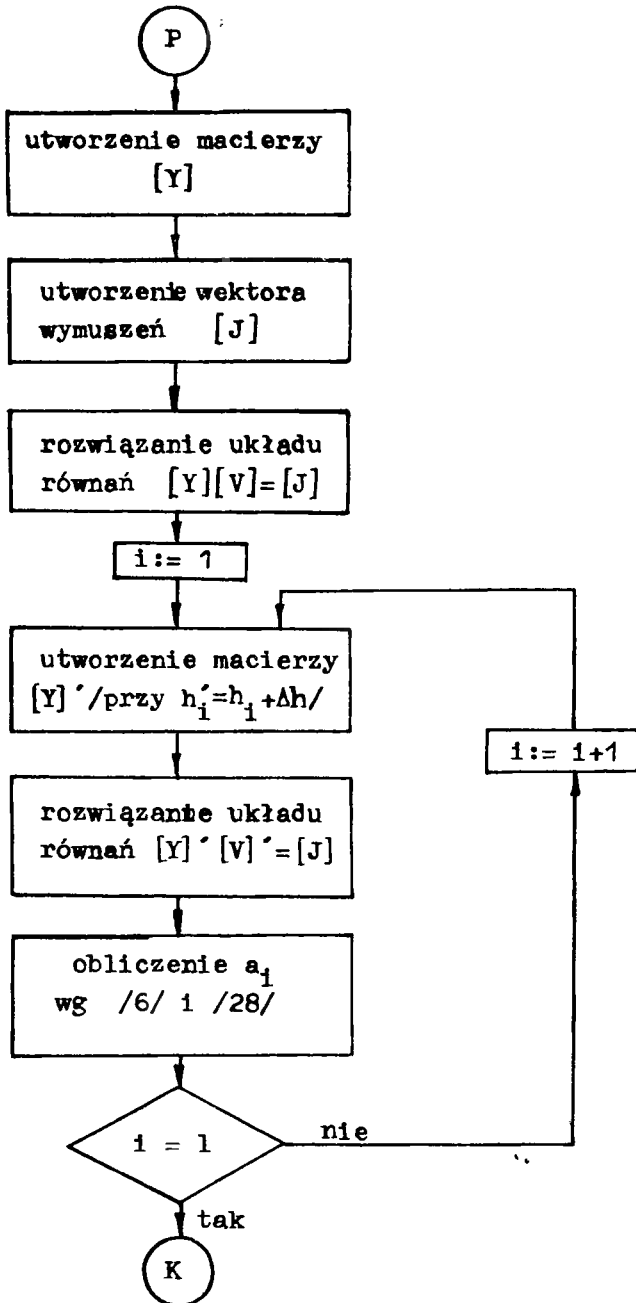 P
utworzenie macierzy
[Y]
utworzenie wektora
wymuszeń [J]
rozwiązanie układu
równań [Y][V]=[J]
i:= 1
utworzenie macierzy
[Y]´/przy h´i=hi+Δh/
i:= i+1
rozwiązanie układu
równań [Y]´[V]´=[J]
obliczenie ai
wg /6/ i /28/
i = l
nie
tak
K